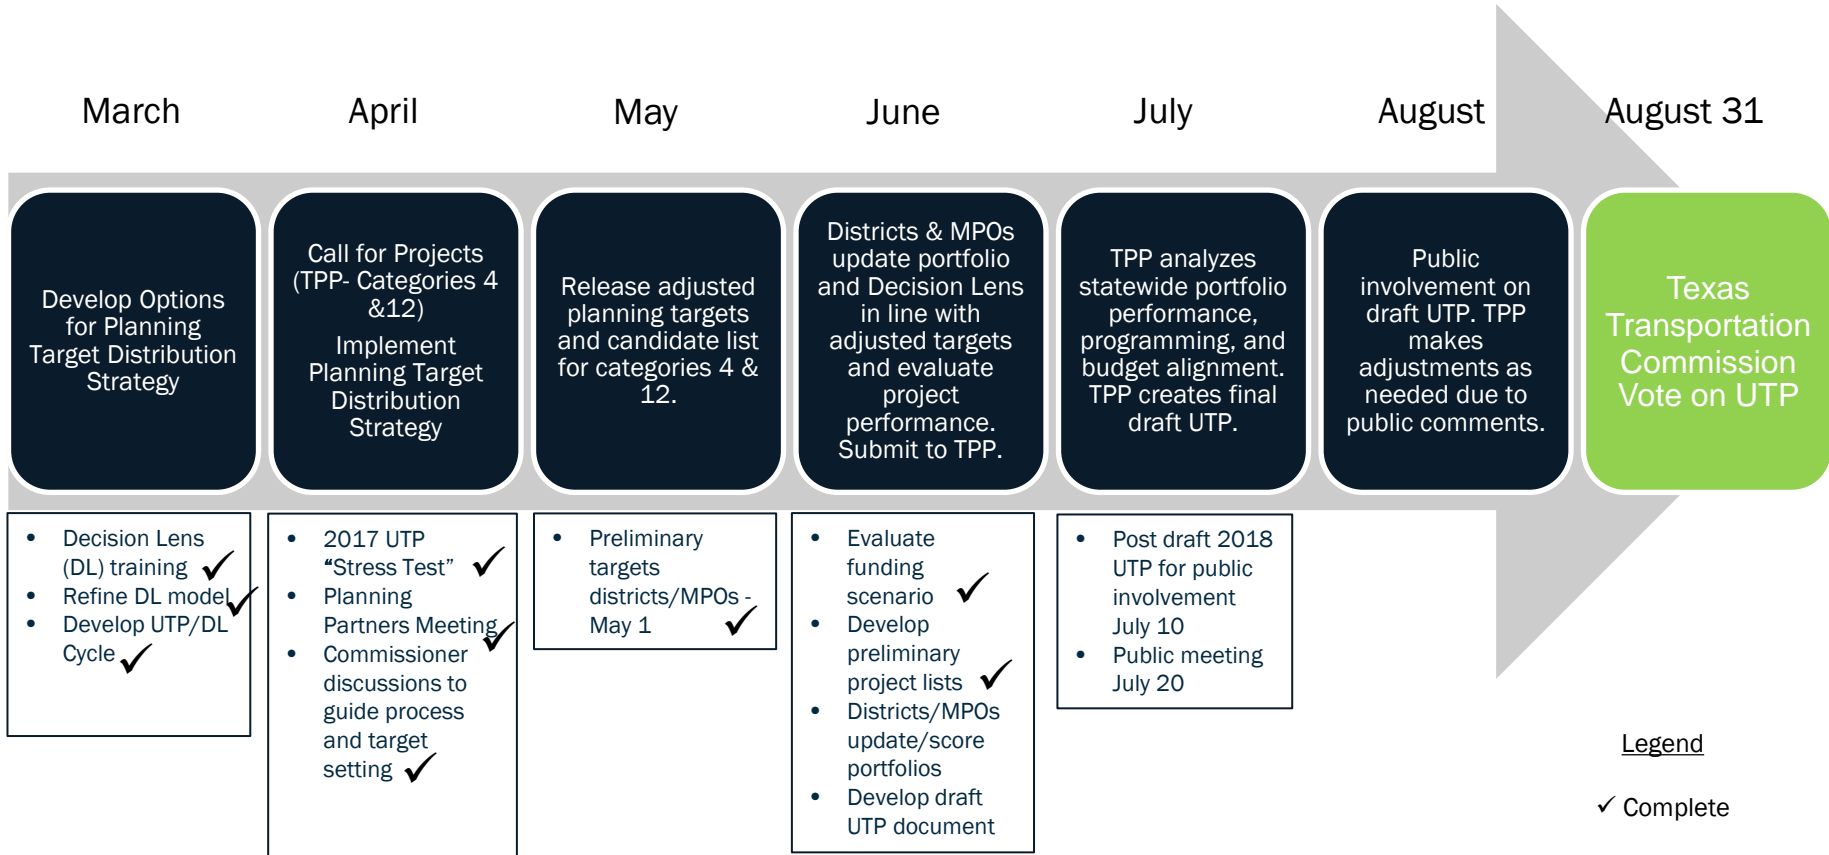 March
April
May
June
July
August
August 31
Develop Options
for Planning
Target Distribution
Strategy
Call for Projects
(TPP- Categories 4
&12)
Implement
Planning Target
Distribution
Strategy
Release adjusted
planning targets
and candidate list
for categories 4 &
12.
Districts & MPOs
update portfolio
and Decision Lens
in line with
adjusted targets
and evaluate
project
performance.
Submit to TPP.
TPP analyzes
statewide portfolio
performance,
programming, and
budget alignment.
TPP creates final
draft UTP.
Public
involvement on
draft UTP. TPP
makes
adjustments as
needed due to
public comments.
Texas
Transportation
Commission
Vote on UTP
• Decision Lens
(DL) training ✓
• Refine DL model ✓
• Develop UTP/DL
Cycle ✓
• 2017 UTP
“Stress Test” ✓
• Planning
Partners Meeting ✓
• Commissioner
discussions to
guide process
and target
setting ✓
• Preliminary
targets
districts/MPOs -
May 1 ✓
• Evaluate
funding
scenario ✓
• Develop
preliminary
project lists ✓
• Districts/MPOs
update/score
portfolios
• Develop draft
UTP document
• Post draft 2018
UTP for public
involvement
July 10
• Public meeting
July 20
Legend
✓ Complete